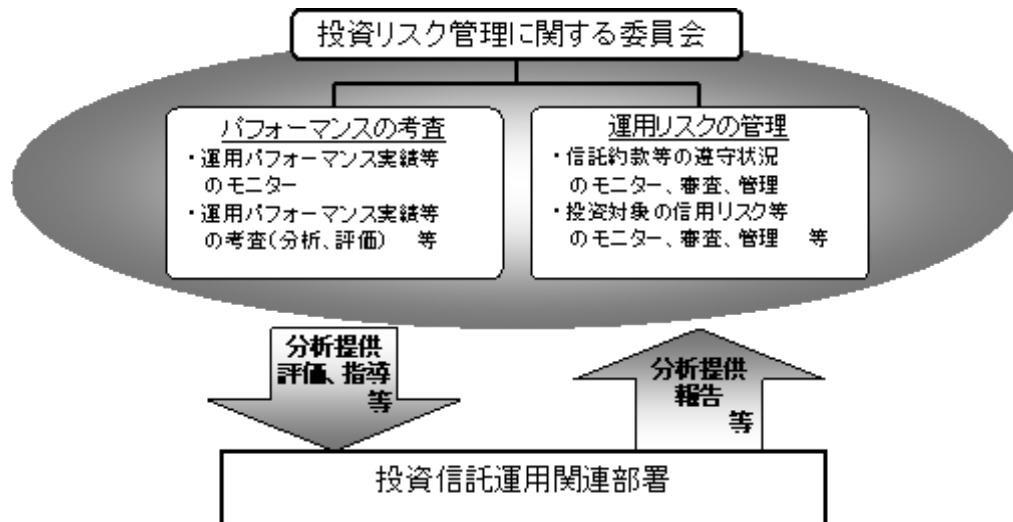 投資リスク管理に関する委員会
パフォーマンスの考査
・運用パフォーマンス実績等
のモニター
・運用パフォーマンス実績等
の考査(分析、評価)　等
運用リスクの管理
・信託約款等の遵守状況
のモニター、審査、管理
・投資対象の信用リスク等
のモニター、審査、管理　等
分析提供
評価、指導
等
分析提供
報告
等
投資信託運用関連部署